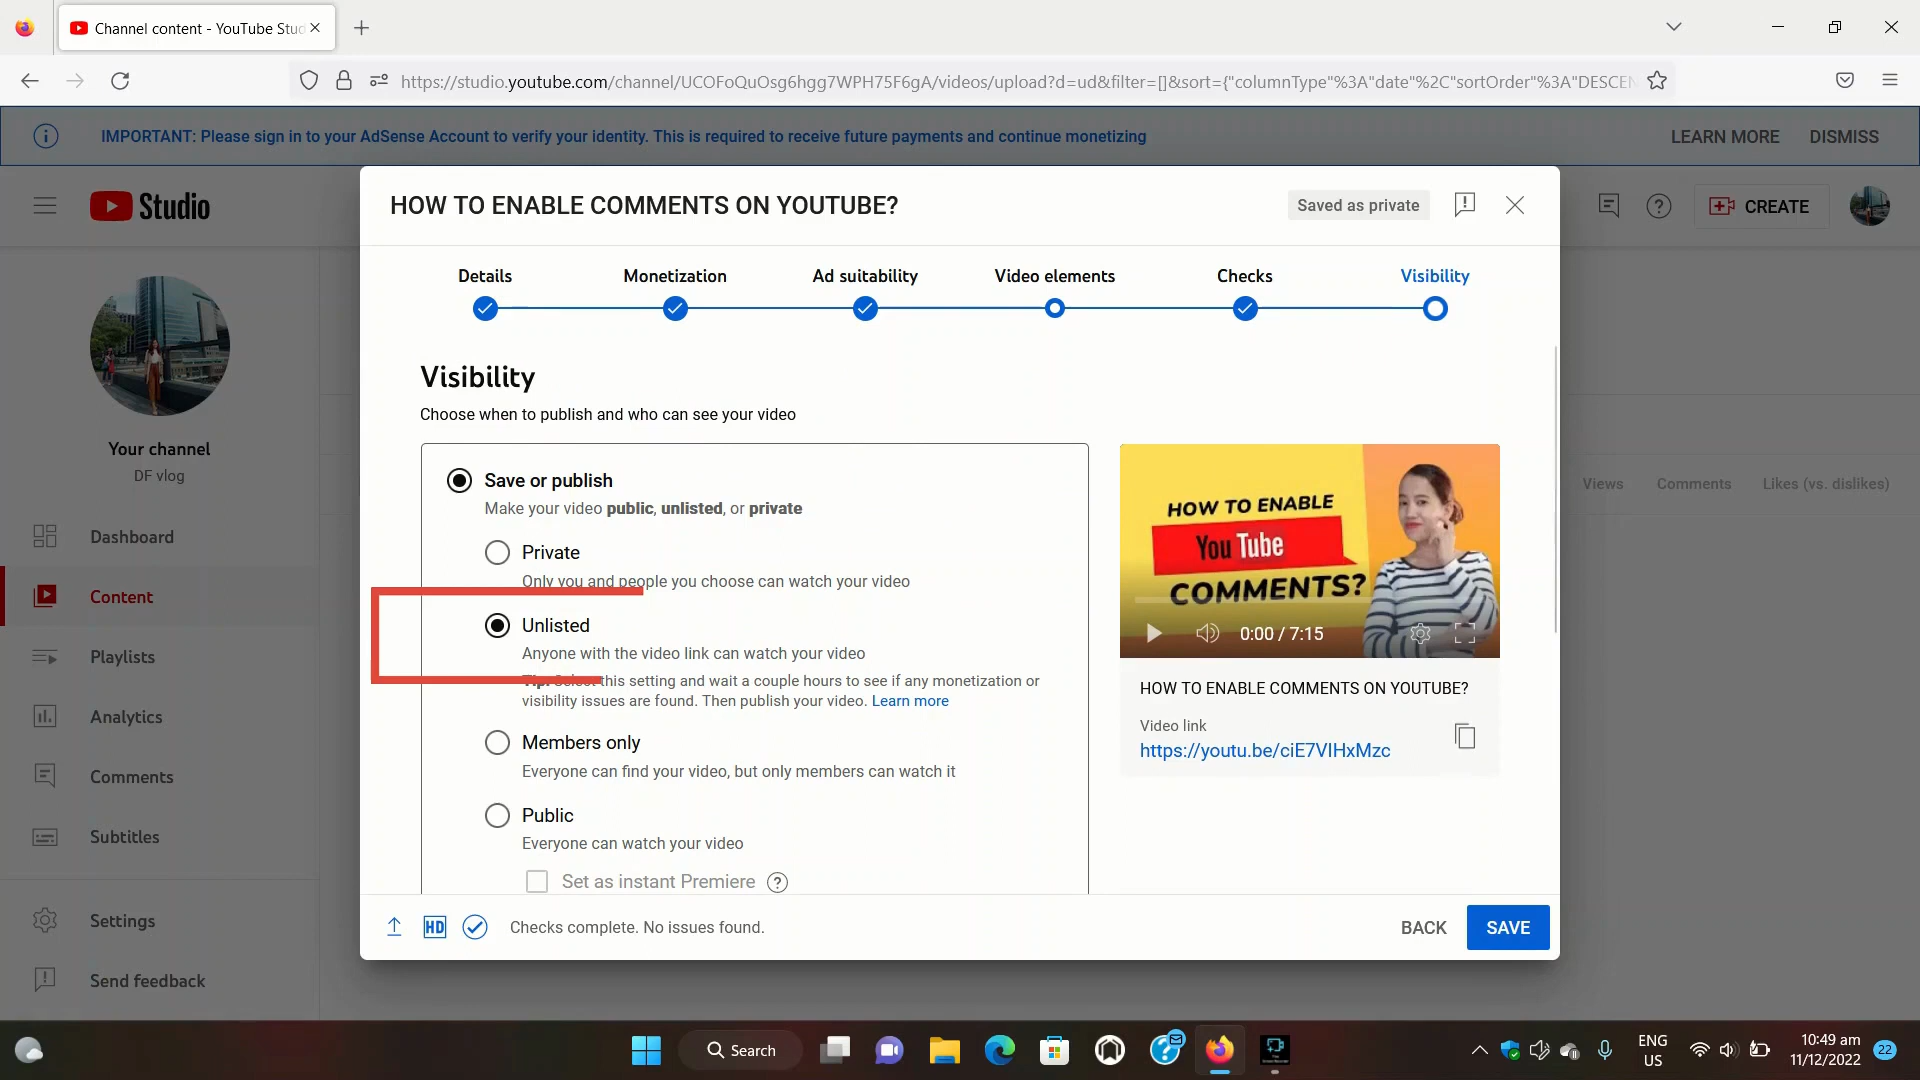 Channel content - YouTube Stud
https://studio.youtube.com/channel/UCOFoQuOsg6hgg7WPH75F6gA/videos/upload?d=ud&filter=[]&sort={"columnType"%3A"date"%2C"sortOrder"%3A"DESCEN
IMPORTANT: Please sign in to your AdSense Account to verify your identity. This is required to receive future payments and continue monetizing
LEARN MORE DISMISS
Studio
CREATE
HOW TO ENABLE COMMENTS ON YOUTUBE?
Saved as private
Details Monetization Ad suitability Video elements Checks Visibility
Your channel
DF vlog
Dashboard
Content
Playlists
Analytics
Comments
Subtitles
Settings
Send feedback
Visibility
Choose when to publish and who can see your video
Save or publish
Make your video public, unlisted, or private
Private
Only you and people you choose can watch your video
Unlisted
Anyone with the video link can watch your video
Tip: Select this setting and wait a couple hours to see if any monetization or
visibility issues are found. Then publish your video. Learn more
Members only
Everyone can find your video, but only members can watch it
Public
Everyone can watch your video
Set as instant Premiere
HOW TO ENABLE
You Tube
COMMENTS?
0:00 / 7:15
HOW TO ENABLE COMMENTS ON YOUTUBE?
Video link
https://youtu.be/ciE7VIHxMzc
Views Comments Likes (vs. dislikes)
HD
Checks complete. No issues found.
BACK SAVE
Search
ENG
US
10:49 am
11/12/2022
22